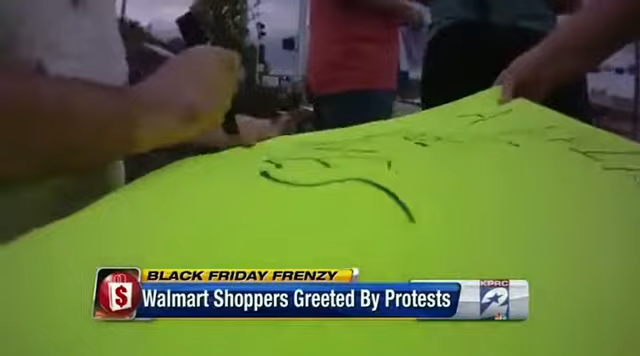 BLACK FRIDAY FRENZY
Walmart Shoppers Greeted By Protests
KPRC
2
$